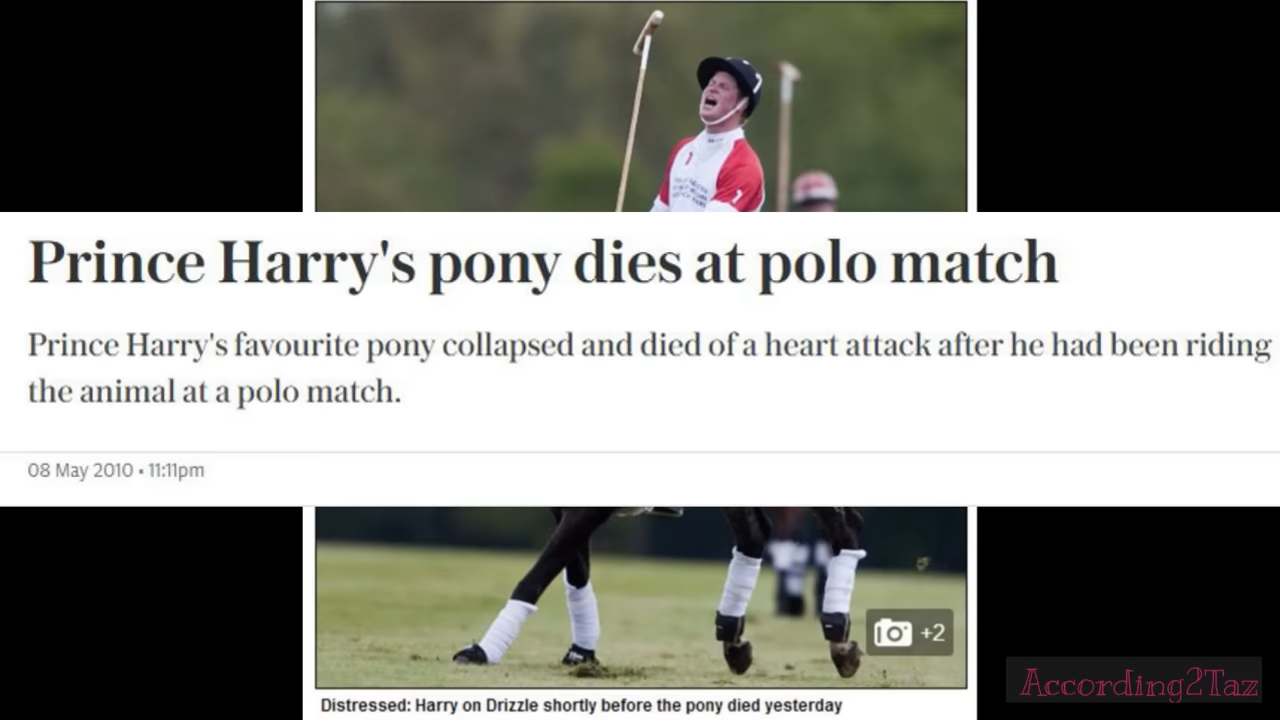 Prince Harry's pony dies at polo match
Prince Harry's favourite pony collapsed and died of a heart attack after he had been riding
the animal at a polo match.
08 May 2010 • 11:11pm
+2
According2Taz
Distressed: Harry on Drizzle shortly before the pony died yesterday